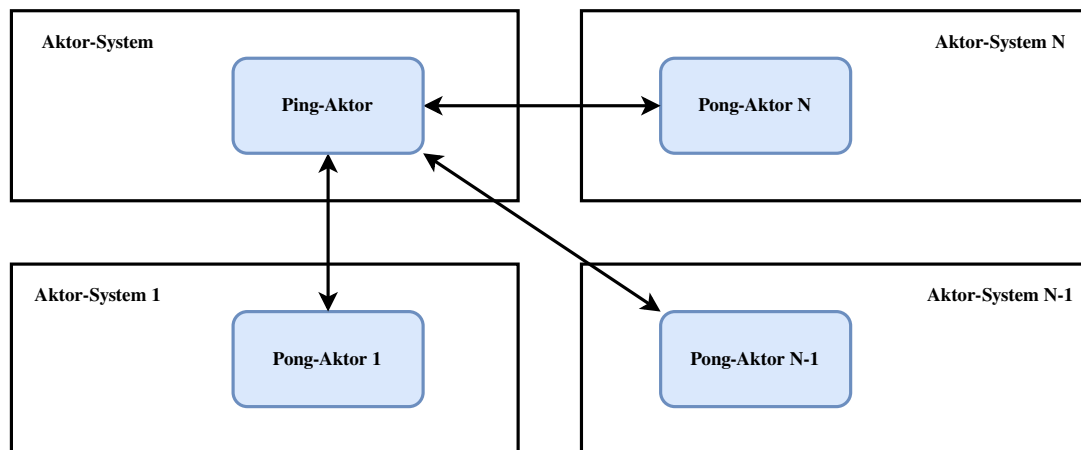 Aktor-System
Ping-Aktor
Aktor-System N
Pong-Aktor N
Aktor-System 1
Pong-Aktor 1
Aktor-System N-1
Pong-Aktor N-1